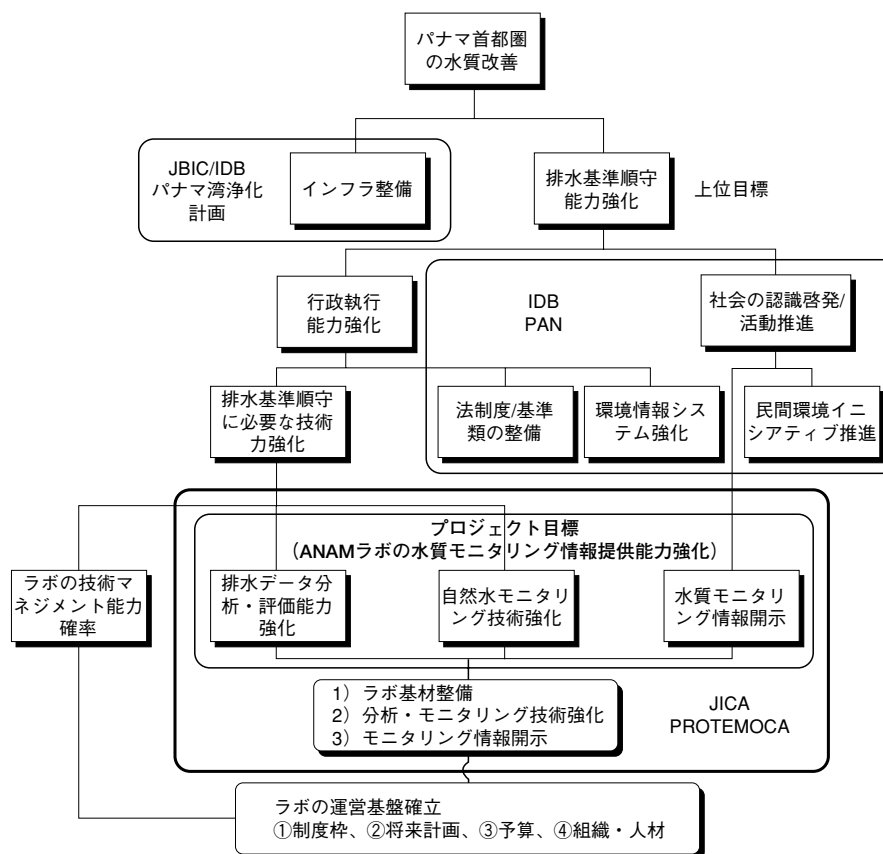 パナマ首都圏
の水質改善
JBIC/IDB
パナマ湾浄化
計画
インフラ整備
排水基準順守
能力強化
上位目標
行政執行
能力強化
IDB
PAN
社会の認識啓発/
活動推進
排水基準順守
に必要な技術
力強化
法制度/基準
類の整備
環境情報シス
テム強化
民間環境イニ
シアティブ推進
プロジェクト目標
（ANAMラボの水質モニタリング情報提供能力強化）
ラボの技術マ
ネジメント能力
確率
排水データ分
析・評価能力
強化
自然水モニタリ
ング技術強化
水質モニタ
リング情報開示
1）ラボ基材整備
2）分析・モニタリング技術強化
3）モニタリング情報開示
JICA
PROTEMOCA
ラボの運営基盤確立
①制度枠、②将来計画、③予算、④組織・人材